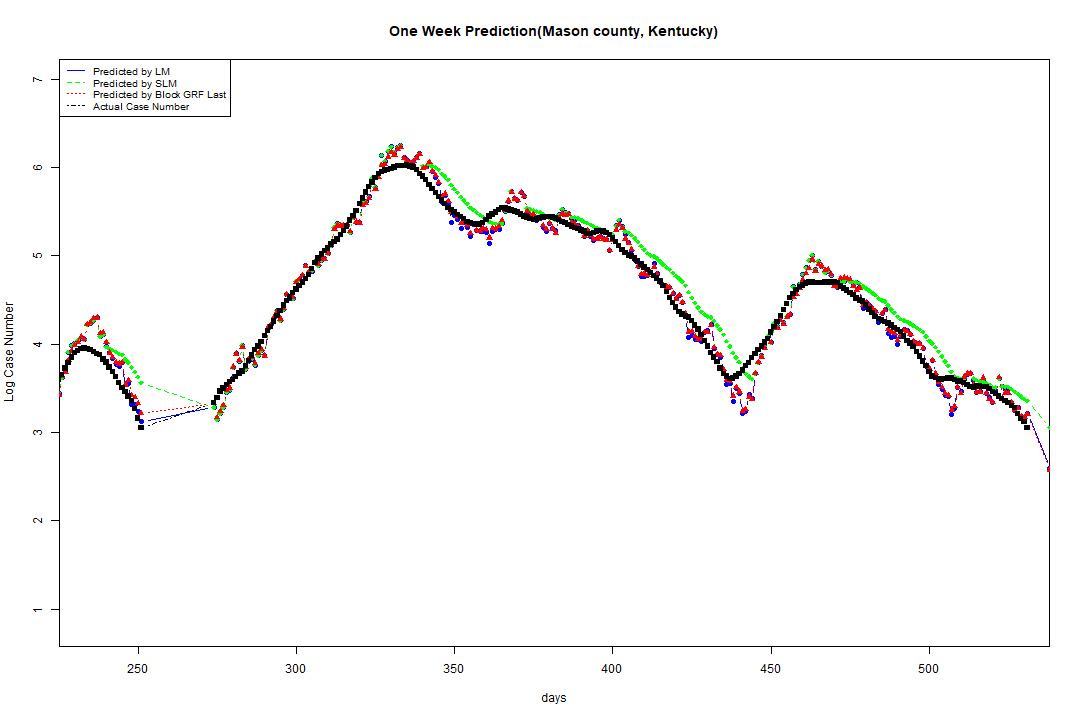 One Week Prediction(Mason county, Kentucky)
Predicted by LM
Predicted by SLM
Predicted by Block GRF Last
Actual Case Number
7
6
5
4
3
2
1
Log Case Number
250 300 350 400 450 500
days